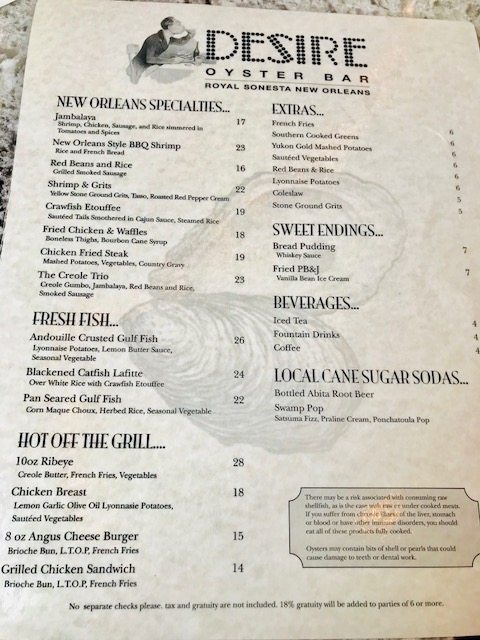 DESIRE
OYSTER BAR
ROYAL SONESTA NEW ORLEANS
NEW ORLEANS SPECIALTIES...
Jambalaya 17
Shrimp, Chicken, Sausage, and Rice simmered in
Tomatoes and Spices
New Orleans Style BBQ Shrimp 23
Rice and French Bread
Red Beans and Rice 16
Grilled Smoked Sausage
Shrimp & Grits 22
Yellow Stone Ground Grits, Tasso, Roasted Red Pepper Cream
Crawfish Etouffee 19
Sautéed Tails Smothered in Cajun Sauce, Steamed Rice
Fried Chicken & Waffles 18
Boneless Thighs, Bourbon Cane Syrup
Chicken Fried Steak 19
Mashed Potatoes, Vegetables, Country Gravy
The Creole Trio 23
Creole Gumbo, Jambalaya, Red Beans and Rice,
Smoked Sausage
FRESH FISH...
Andouille Crusted Gulf Fish 26
Lyonnaise Potatoes, Lemon Butter Sauce,
Seasonal Vegetable
Blackened Catfish Lafitte 24
Over White Rice with Crawfish Etouffee
Pan Seared Gulf Fish 22
Corn Maque Choux, Herbed Rice, Seasonal Vegetable
HOT OFF THE GRILL....
10oz Ribeye 28
Creole Butter, French Fries, Vegetables
Chicken Breast 18
Lemon Garlic Olive Oil Lyonnasie Potatoes,
Sautéed Vegetables
8 oz Angus Cheese Burger 15
Brioche Bun, L.T.O.P, French Fries
Grilled Chicken Sandwich 14
Brioche Bun, L.T.O.P, French Fries
EXTRAS...
French Fries 6
Southern Cooked Greens 6
Yukon Gold Mashed Potatoes 6
Sautéed Vegetables 6
Red Beans & Rice 6
Lyonnaise Potatoes 6
Coleslaw 5
Stone Ground Grits 5
SWEET ENDINGS...
Bread Pudding 7
Whiskey Sauce
Fried PB&J 7
Vanilla Bean Ice Cream
BEVERAGES...
Iced Tea 4
Fountain Drinks 4
Coffee 4
LOCAL CANE SUGAR SODAS...
Bottled Abita Root Beer
Swamp Pop
Satsuma Fizz, Praline Cream, Ponchatoula Pop
There may be a risk associated with consuming raw
shellfish, as is the case with raw or under cooked meats.
If you suffer from chronic illness of the liver, stomach
or blood or have other immune disorders, you should
eat all of these products fully cooked.
Oysters may contain bits of shell or pearls that could
cause damage to teeth or dental work.
No separate checks please. tax and gratuity are not included. 18% gratuity will be added to parties of 6 or more.